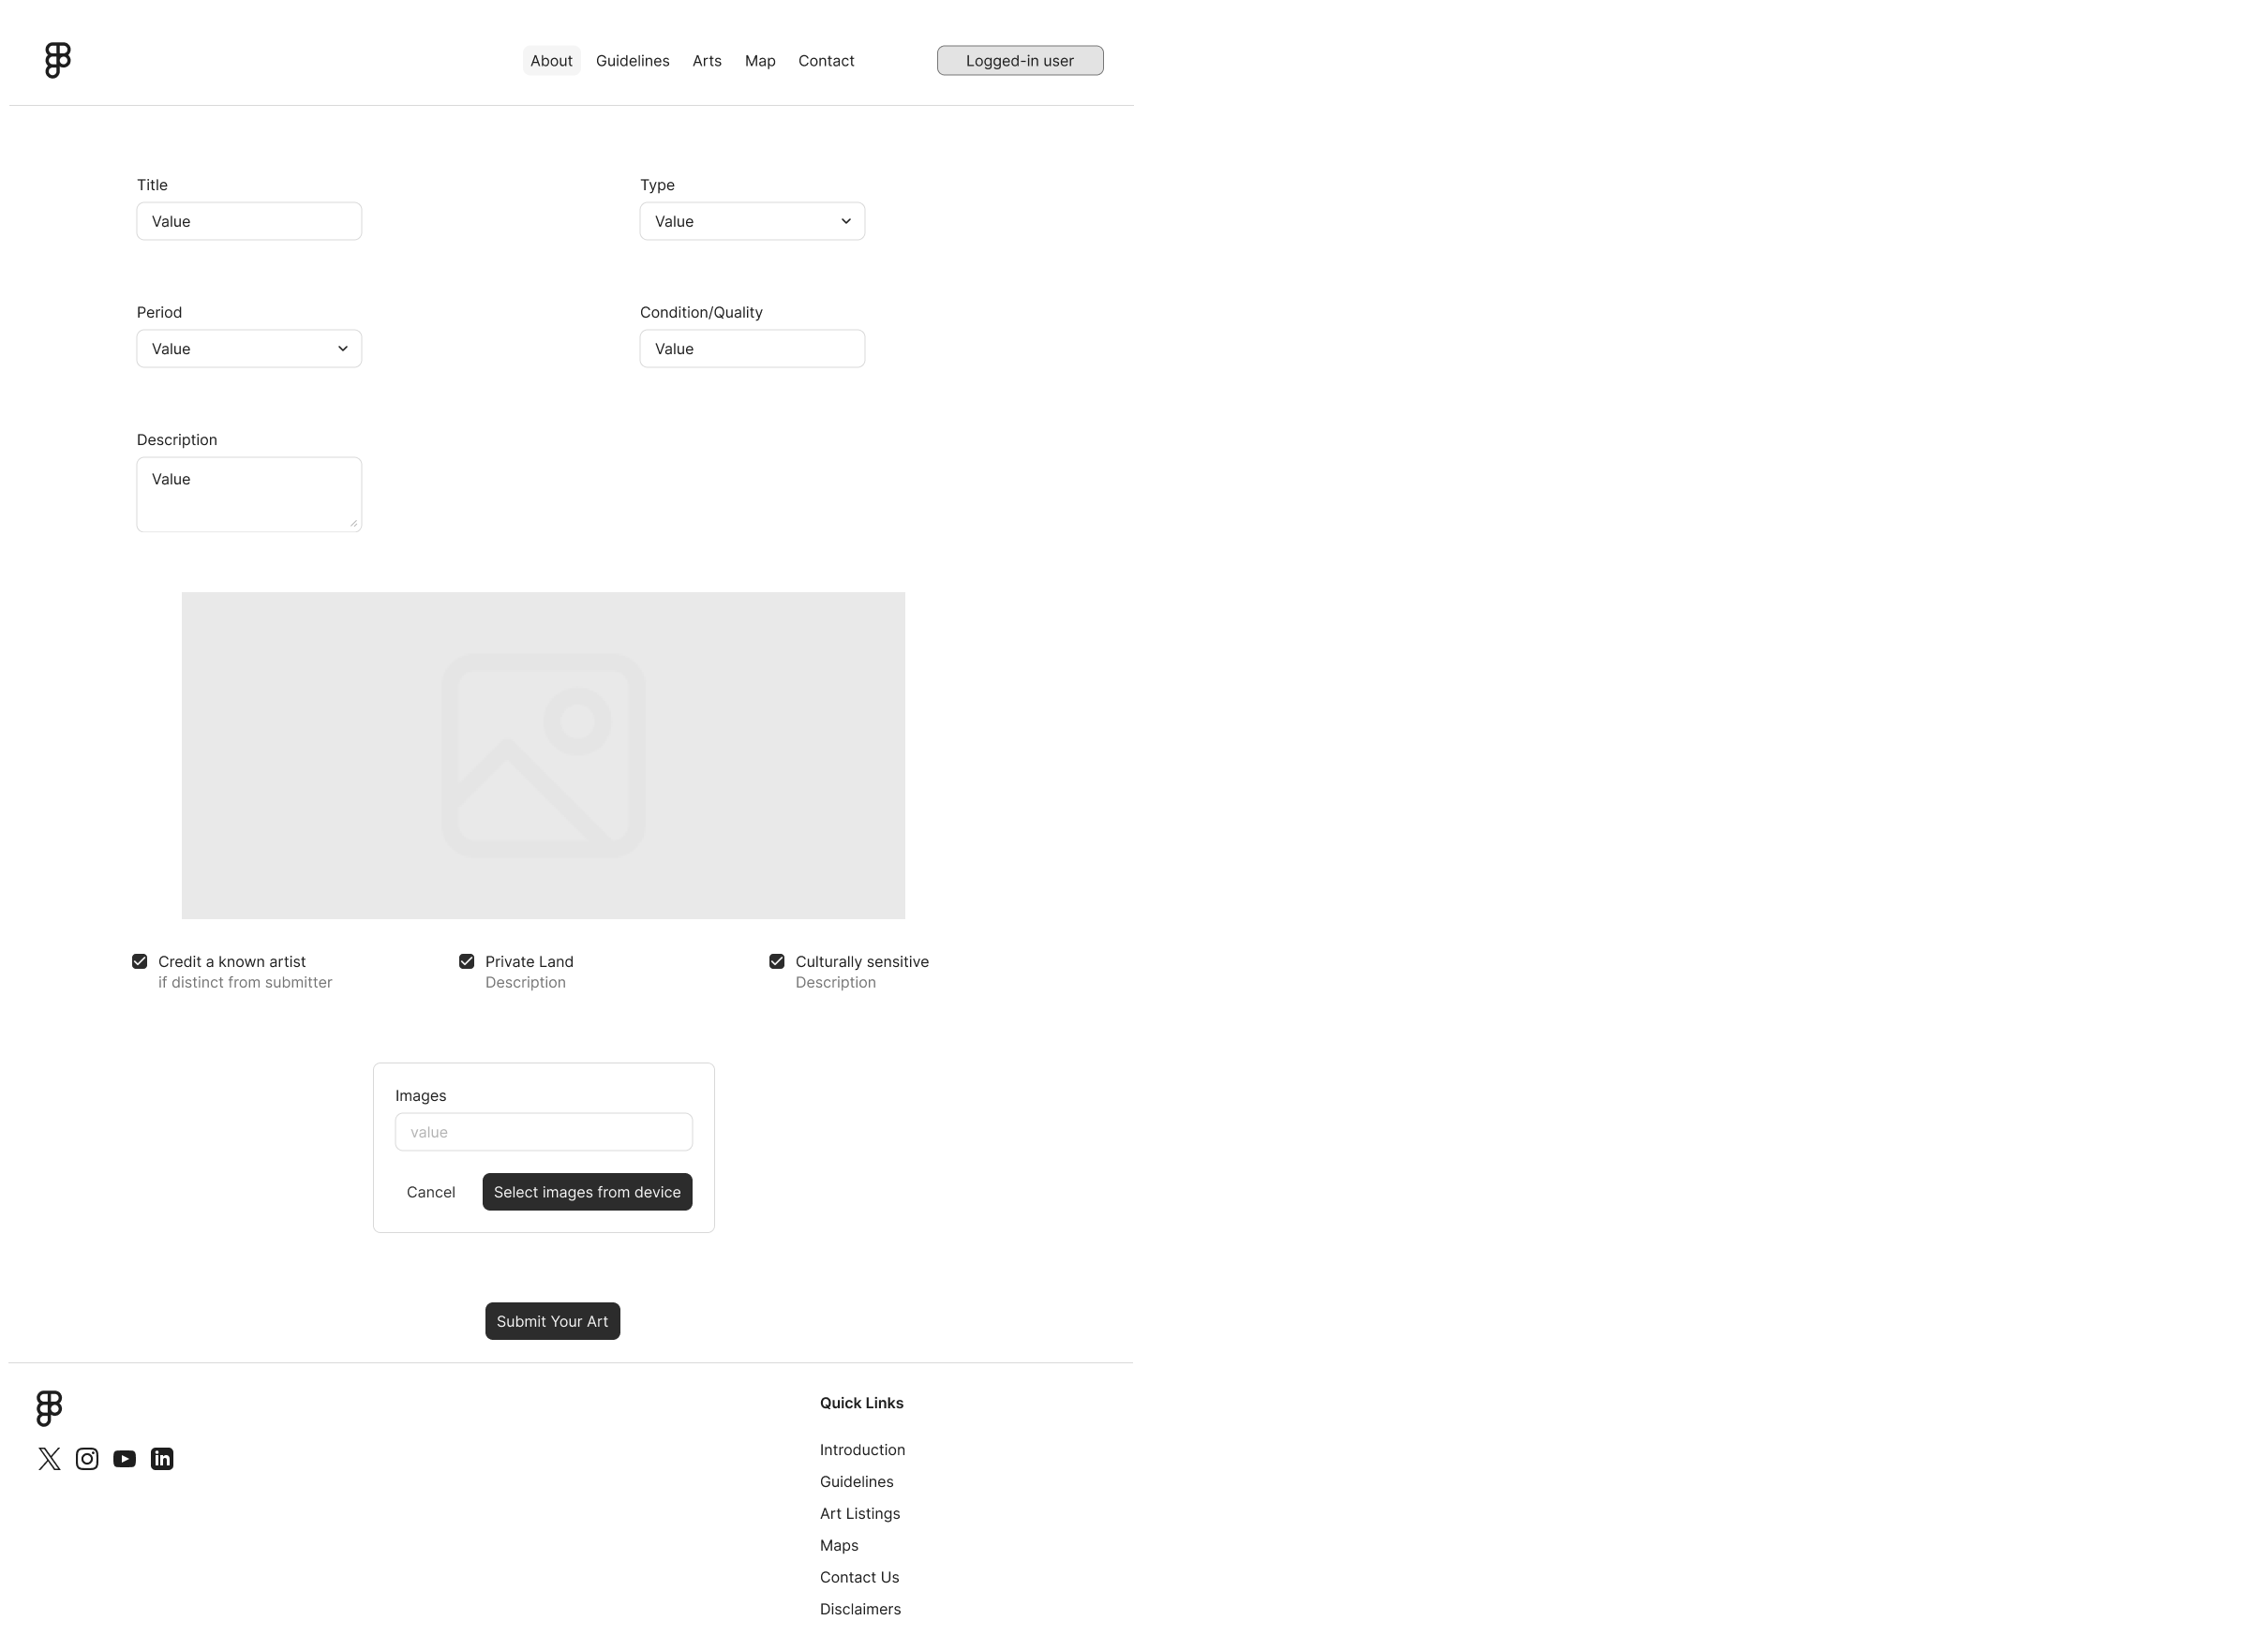 About Guidelines Arts Map Contact Logged-in user
Title
Value
Type
Value
Period
Value
Condition/Quality
Value
Description
Value
Credit a known artist
if distinct from submitter
Private Land
Description
Culturally sensitive
Description
Images
value
Cancel Select images from device
Submit Your Art
Quick Links
Introduction
Guidelines
Art Listings
Maps
Contact Us
Disclaimers